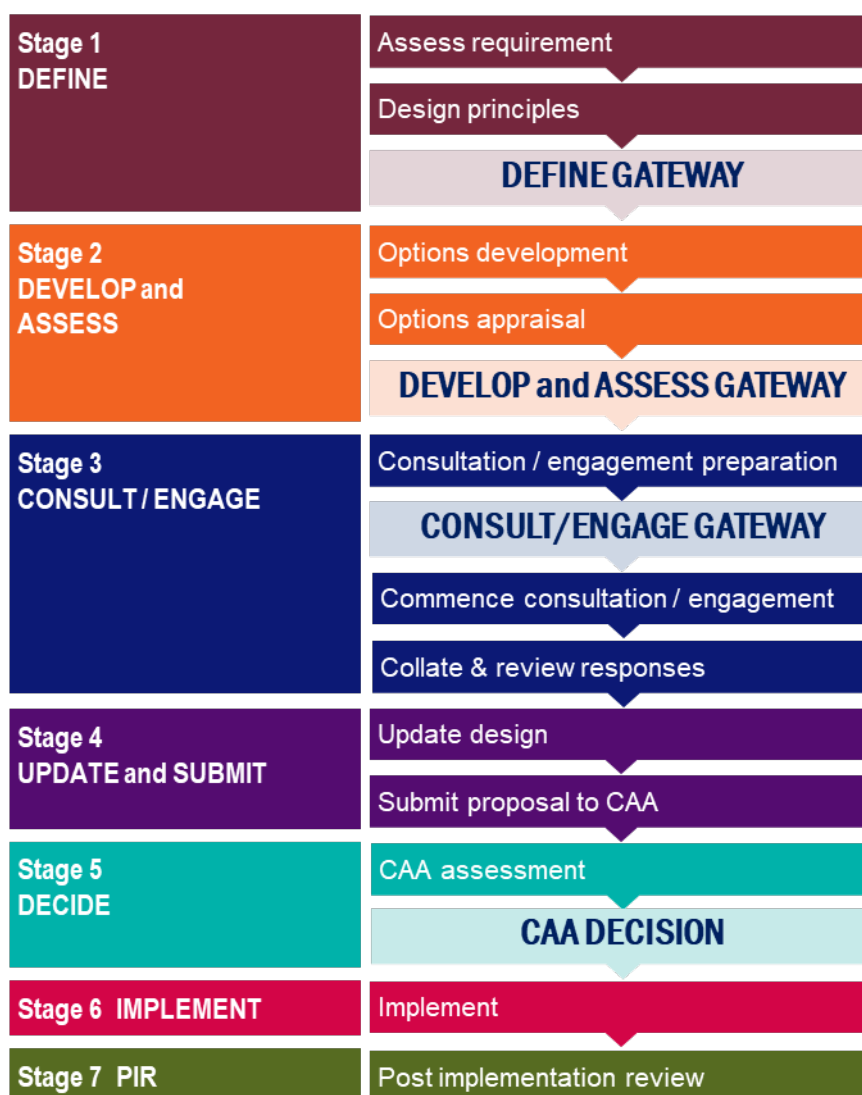 Stage 1
DEFINE
Assess requirement
Design principles
DEFINE GATEWAY
Stage 2
DEVELOP and
ASSESS
Options development
Options appraisal
DEVELOP and ASSESS GATEWAY
Stage 3
CONSULT / ENGAGE
Consultation / engagement preparation
CONSULT/ENGAGE GATEWAY
Commence consultation / engagement
Collate & review responses
Stage 4
UPDATE and SUBMIT
Update design
Submit proposal to CAA
Stage 5
DECIDE
CAA assessment
CAA DECISION
Stage 6 IMPLEMENT
Implement
Stage 7 PIR
Post implementation review